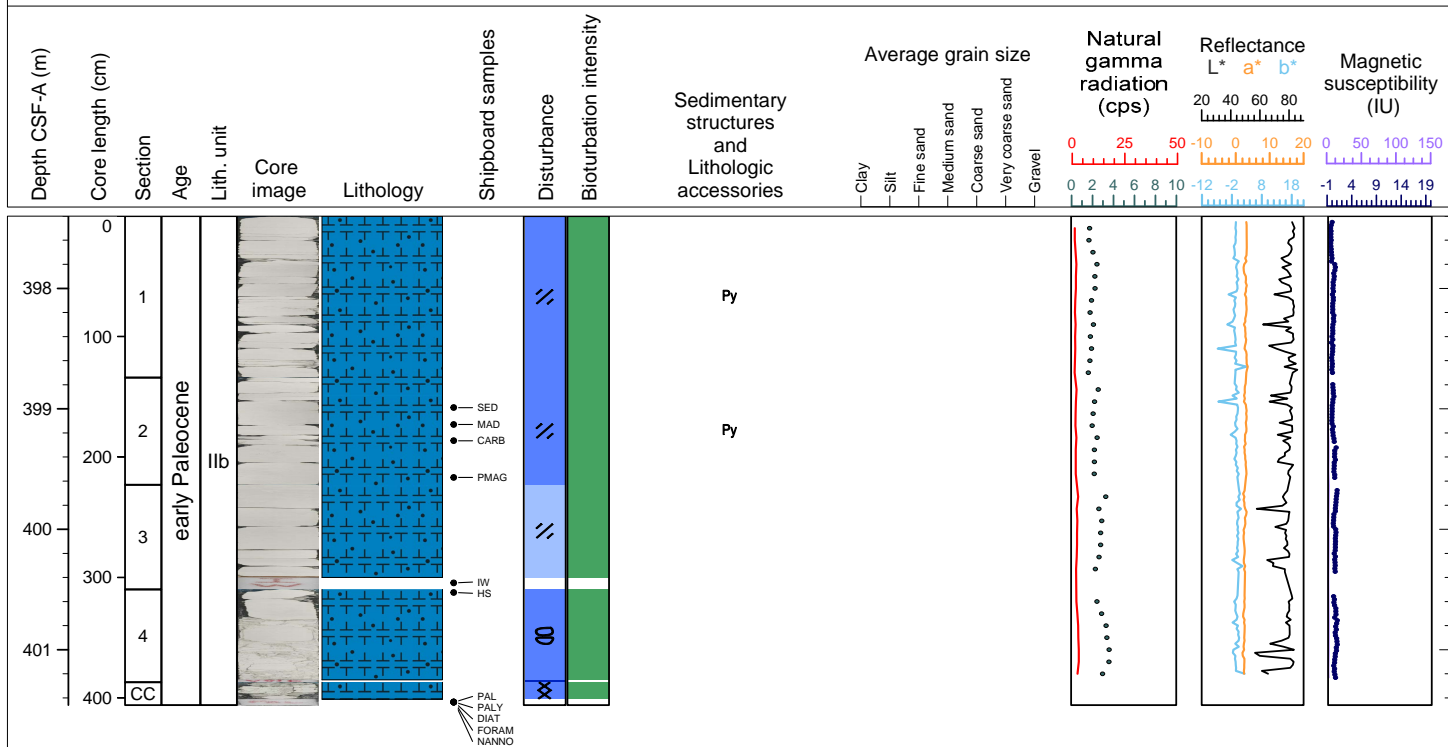 Depth CSF-A (m)
Core length (cm)
Section
Age
Lith. unit
Core
image
Lithology
Shipboard samples
Disturbance
Bioturbation intensity
Sedimentary
structures
and
Lithologic
accessories
Average grain size
Clay
Silt
Fine sand
Medium sand
Coarse sand
Very coarse sand
Gravel
Natural
gamma
radiation
(cps)
0 25 50
0 2 4 6 8 10
Reflectance
L* a* b*
20 40 60 80
-10 0 10 20
-12 -2 8 18
Magnetic
susceptibility
(IU)
0 50 100 150
-1 4 9 14 19
398
399
400
401
0
100
200
300
400
1
2
3
4
CC
early Paleocene
IIb
SED
MAD
CARB
PMAG
IW
HS
PAL
PALY
DIAT
FORAM
NANNO
Py
Py